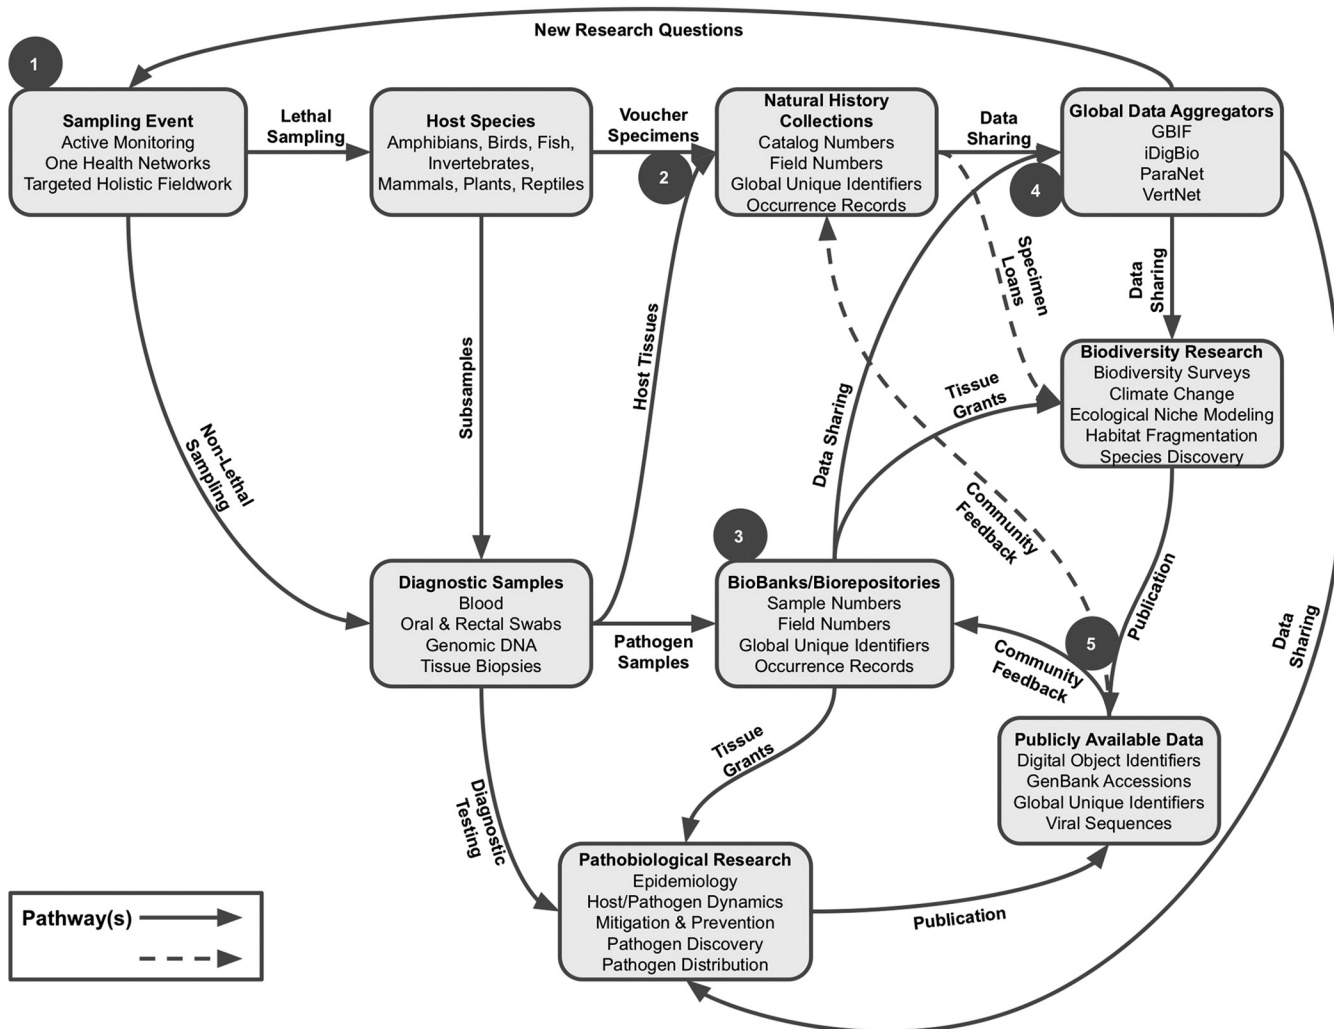 New Research Questions
1
Sampling Event
Active Monitoring
One Health Networks
Targeted Holistic Fieldwork
Lethal
Sampling
Host Species
Amphibians, Birds, Fish,
Invertebrates,
Mammals, Plants, Reptiles
Voucher
Specimens
2
Natural History
Collections
Catalog Numbers
Field Numbers
Global Unique Identifiers
Occurrence Records
Data
Sharing
4
Global Data Aggregators
GBIF
iDigBio
ParaNet
VertNet
Specimen
Loans
Data
Sharing
Biodiversity Research
Biodiversity Surveys
Climate Change
Ecological Niche Modeling
Habitat Fragmentation
Species Discovery
Non-Lethal
Sampling
Subsamples
Host Tissues
Data Sharing
Tissue
Grants
Community
Feedback
Diagnostic Samples
Blood
Oral & Rectal Swabs
Genomic DNA
Tissue Biopsies
Pathogen
Samples
3
BioBanks/Biorepositories
Sample Numbers
Field Numbers
Global Unique Identifiers
Occurrence Records
Community
Feedback
5
Publication
Data
Sharing
Publicly Available Data
Digital Object Identifiers
GenBank Accessions
Global Unique Identifiers
Viral Sequences
Diagnostic
Testing
Tissue
Grants
Pathobiological Research
Epidemiology
Host/Pathogen Dynamics
Mitigation & Prevention
Pathogen Discovery
Pathogen Distribution
Publication
Pathway(s)